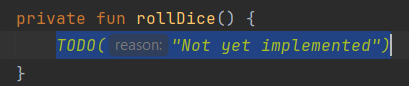 private fun rollDice() {
TODO( reason: "Not yet implemented")
}